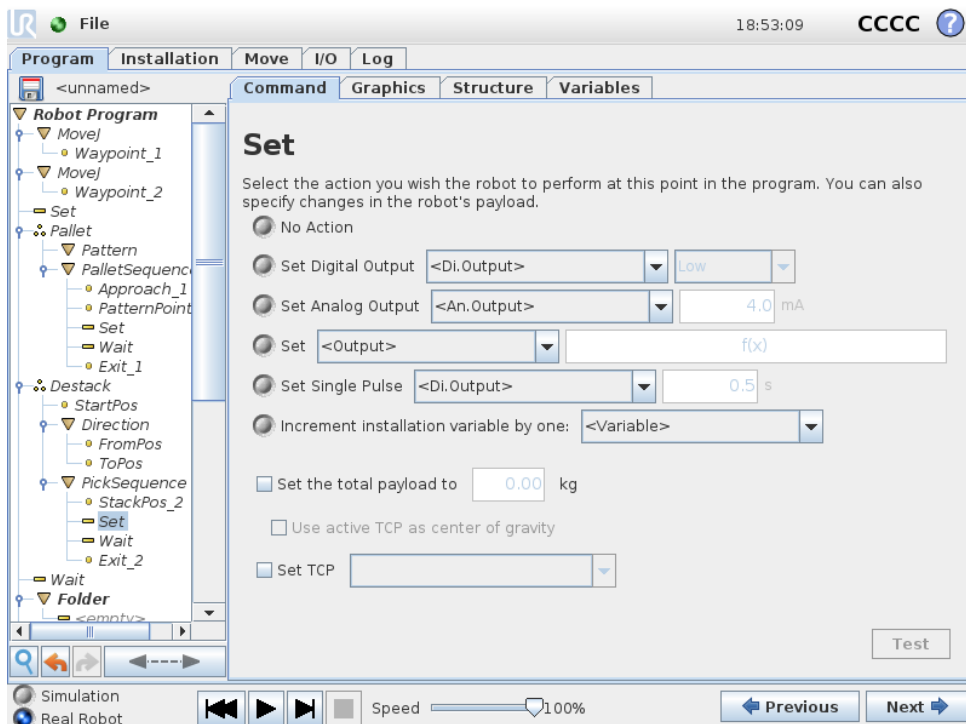 UR File 18:53:09 CCCC ?
Program Installation Move I/O Log
<unnamed> Command Graphics Structure Variables
Robot Program
MoveJ
Waypoint_1
MoveJ
Waypoint_2
Set
Pallet
Pattern
PalletSequenc
Approach_1
PatternPoint
Set
Wait
Exit_1
Destack
StartPos
Direction
FromPos
ToPos
PickSequence
StackPos_2
Set
Wait
Exit_2
Wait
Folder
<empty>
Set
Select the action you wish the robot to perform at this point in the program. You can also
specify changes in the robot's payload.
No Action
Set Digital Output <Di.Output> Low
Set Analog Output <An.Output> 4.0 mA
Set <Output> f(x)
Set Single Pulse <Di.Output> 0.5 s
Increment installation variable by one: <Variable>
Set the total payload to 0.00 kg
Use active TCP as center of gravity
Set TCP
Test
Simulation
Real Robot
Speed 100%
Previous Next